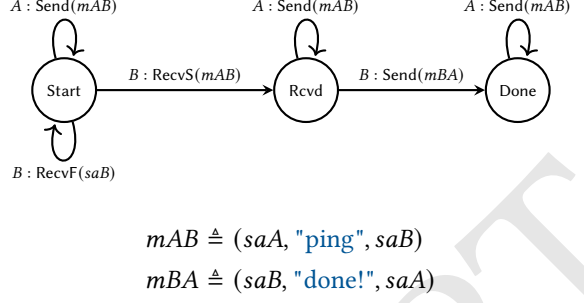 A : Send(mAB) A : Send(mAB) A : Send(mAB)
Start B : RecvS(mAB) Rcvd B : Send(mBA) Done
B : RecvF(saB)
mAB ≜ (saA, "ping", saB)
mBA ≜ (saB, "done!", saA)